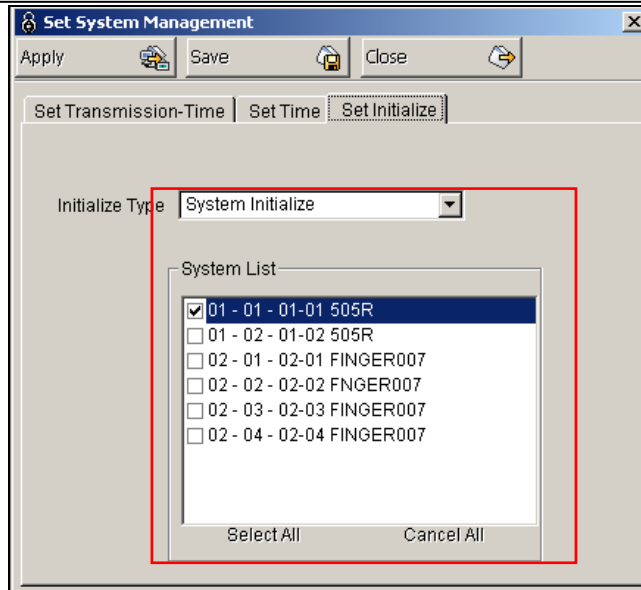 Set System Management
Apply Save Close
Set Transmission-Time Set Time Set Initialize
Initialize Type System Initialize
System List
01 - 01 - 01-01 505R
01 - 02 - 01-02 505R
02 - 01 - 02-01 FINGER007
02 - 02 - 02-02 FNGER007
02 - 03 - 02-03 FINGER007
02 - 04 - 02-04 FINGER007
Select All Cancel All